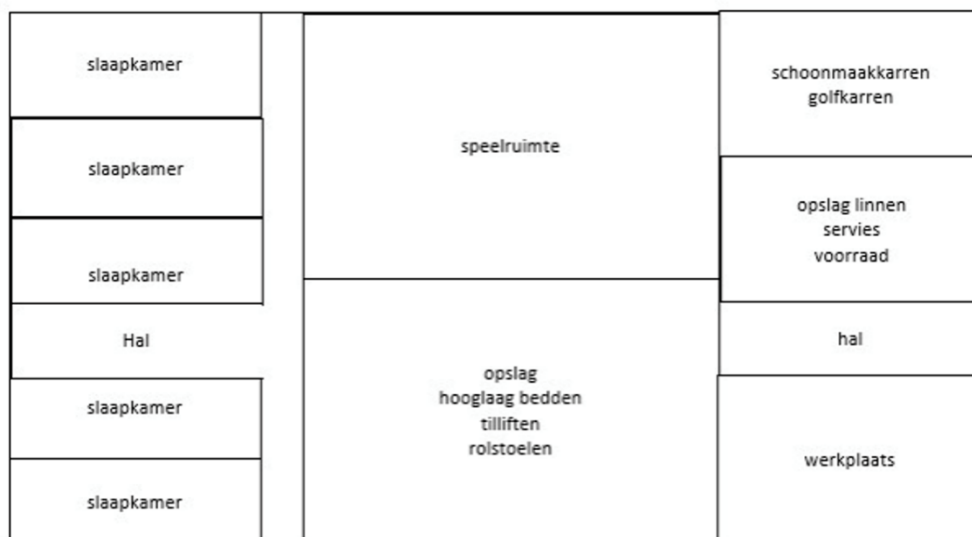 slaapkamer
slaapkamer
slaapkamer
Hal
slaapkamer
slaapkamer
speelruimte
opslag
hooglaag bedden
tilliften
rolstoelen
schoonmaakkarren
golfkarren
opslag linnen
servies
voorraad
hal
werkplaats